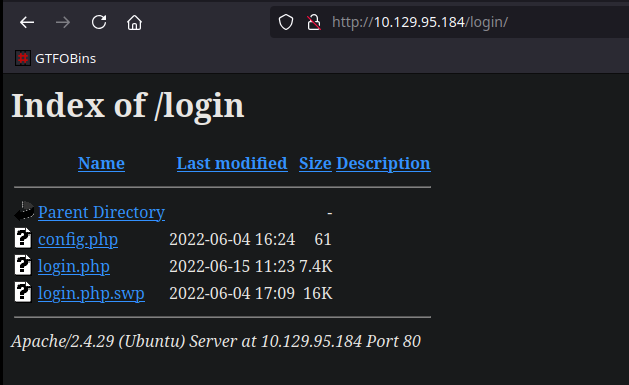 http://10.129.95.184/login/
GTFOBins
Index of /login
Name Last modified Size Description
Parent Directory -
config.php 2022-06-04 16:24 61
login.php 2022-06-15 11:23 7.4K
login.php.swp 2022-06-04 17:09 16K
Apache/2.4.29 (Ubuntu) Server at 10.129.95.184 Port 80